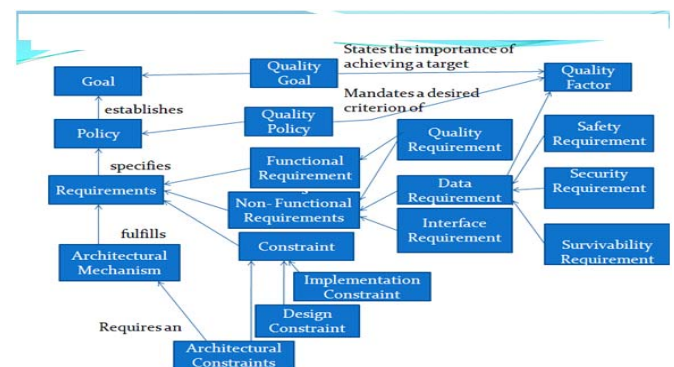 States the importance of
achieving a target
Goal
Quality
Goal
Quality
Factor
establishes
Mandates a desired
criterion of
Policy
Quality
Policy
Quality
Requirement
Safety
Requirement
specifies
Functional
Requirement
Requirements
Non- Functional
Requirements
Data
Requirement
Security
Requirement
fulfills
Constraint
Interface
Requirement
Survivability
Requirement
Architectural
Mechanism
Implementation
Constraint
Design
Constraint
Requires an
Architectural
Constraints